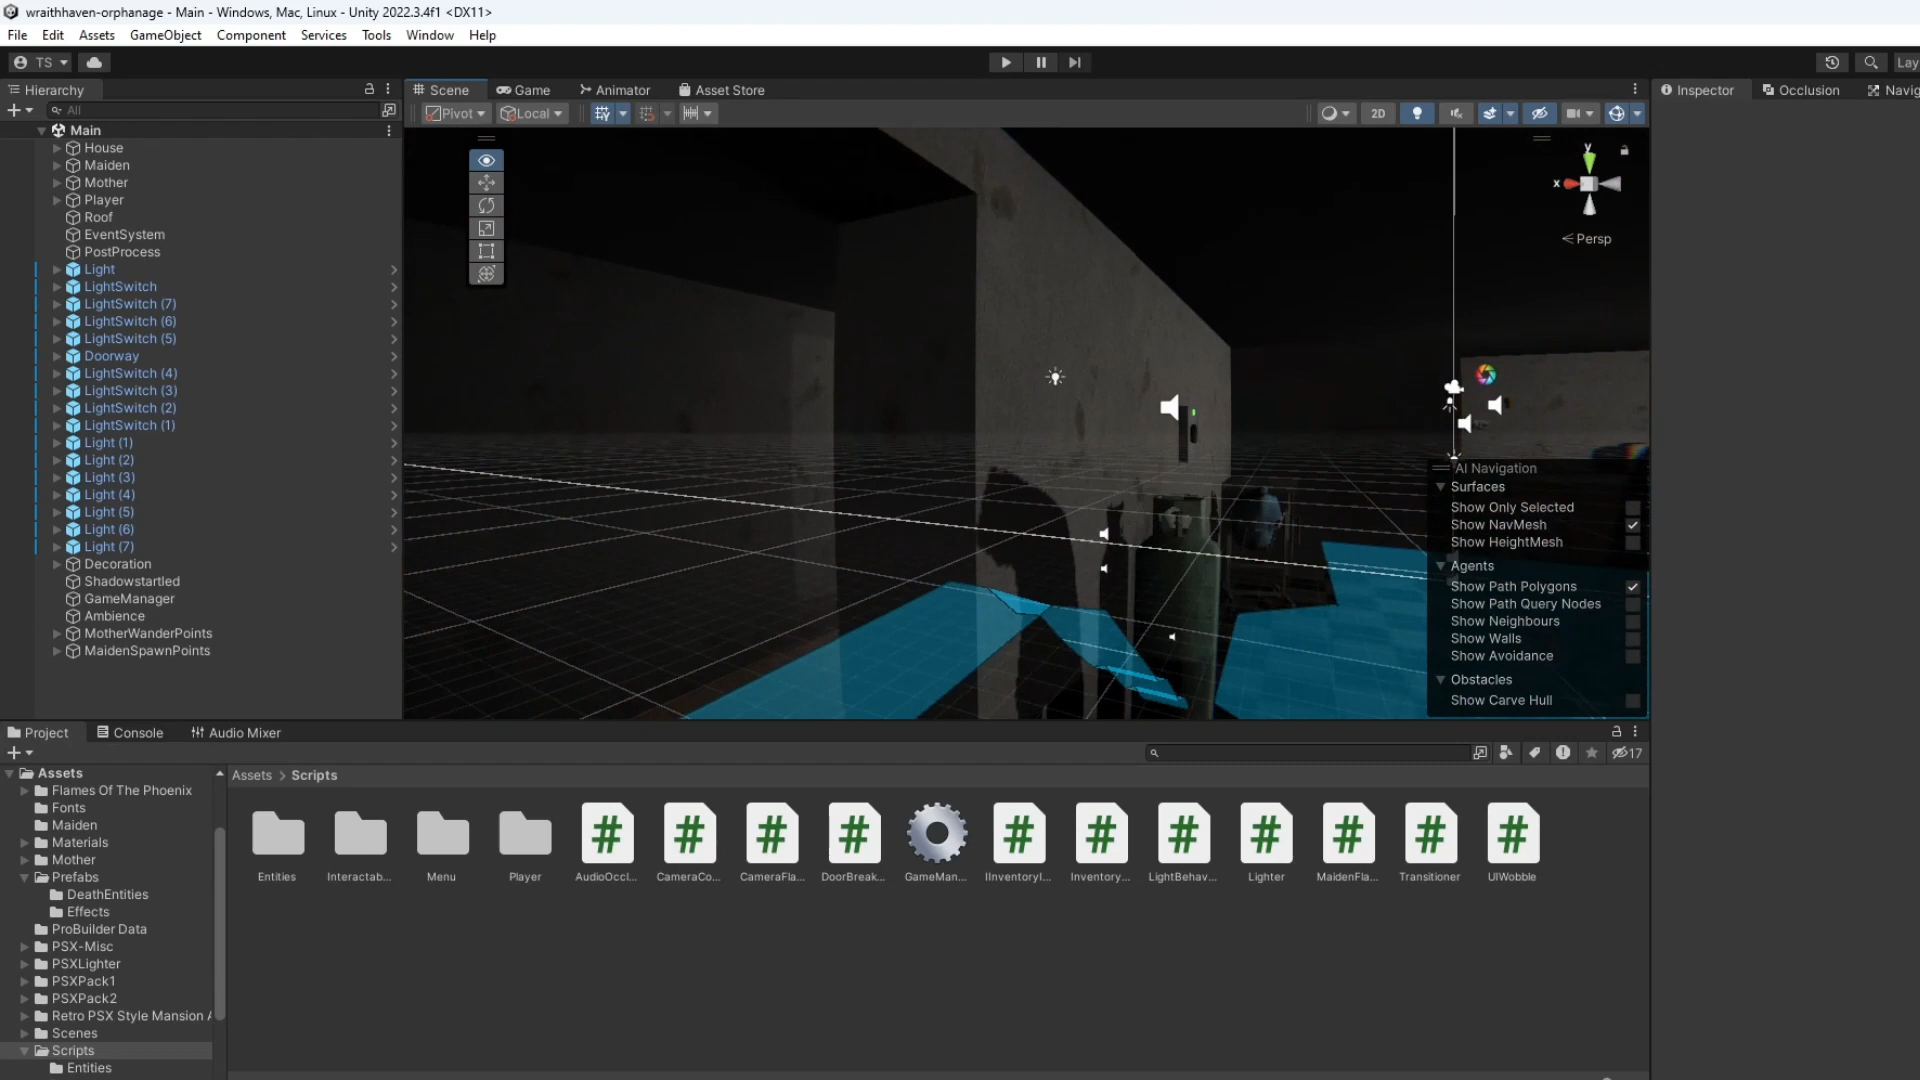 wraithhaven-orphanage - Main - Windows, Mac, Linux - Unity 2022.3.4f1 <DX11>
File Edit Assets GameObject Component Services Tools Window Help
TS
Lay
Hierarchy
All
Main
House
Maiden
Mother
Player
Roof
EventSystem
PostProcess
Light
LightSwitch
LightSwitch (7)
LightSwitch (6)
LightSwitch (5)
Doorway
LightSwitch (4)
LightSwitch (3)
LightSwitch (2)
LightSwitch (1)
Light (1)
Light (2)
Light (3)
Light (4)
Light (5)
Light (6)
Light (7)
Decoration
Shadowstartled
GameManager
Ambience
MotherWanderPoints
MaidenSpawnPoints
Scene Game Animator Asset Store
Pivot Local 2D
y
x
Persp
AI Navigation
Surfaces
Show Only Selected
Show NavMesh
Show HeightMesh
Agents
Show Path Polygons
Show Path Query Nodes
Show Neighbours
Show Walls
Show Avoidance
Obstacles
Show Carve Hull
Inspector Occlusion Navig
Project Console Audio Mixer
17
Assets
Flames Of The Phoenix
Fonts
Maiden
Materials
Mother
Prefabs
DeathEntities
Effects
ProBuilder Data
PSX-Misc
PSXLighter
PSXPack1
PSXPack2
Retro PSX Style Mansion A
Scenes
Scripts
Entities
Assets > Scripts
Entities Interactab... Menu Player AudioOccl... CameraCo... CameraFla... DoorBreak... GameMan... IInventoryI... Inventory... LightBehav... Lighter MaidenFla... Transitioner UIWobble